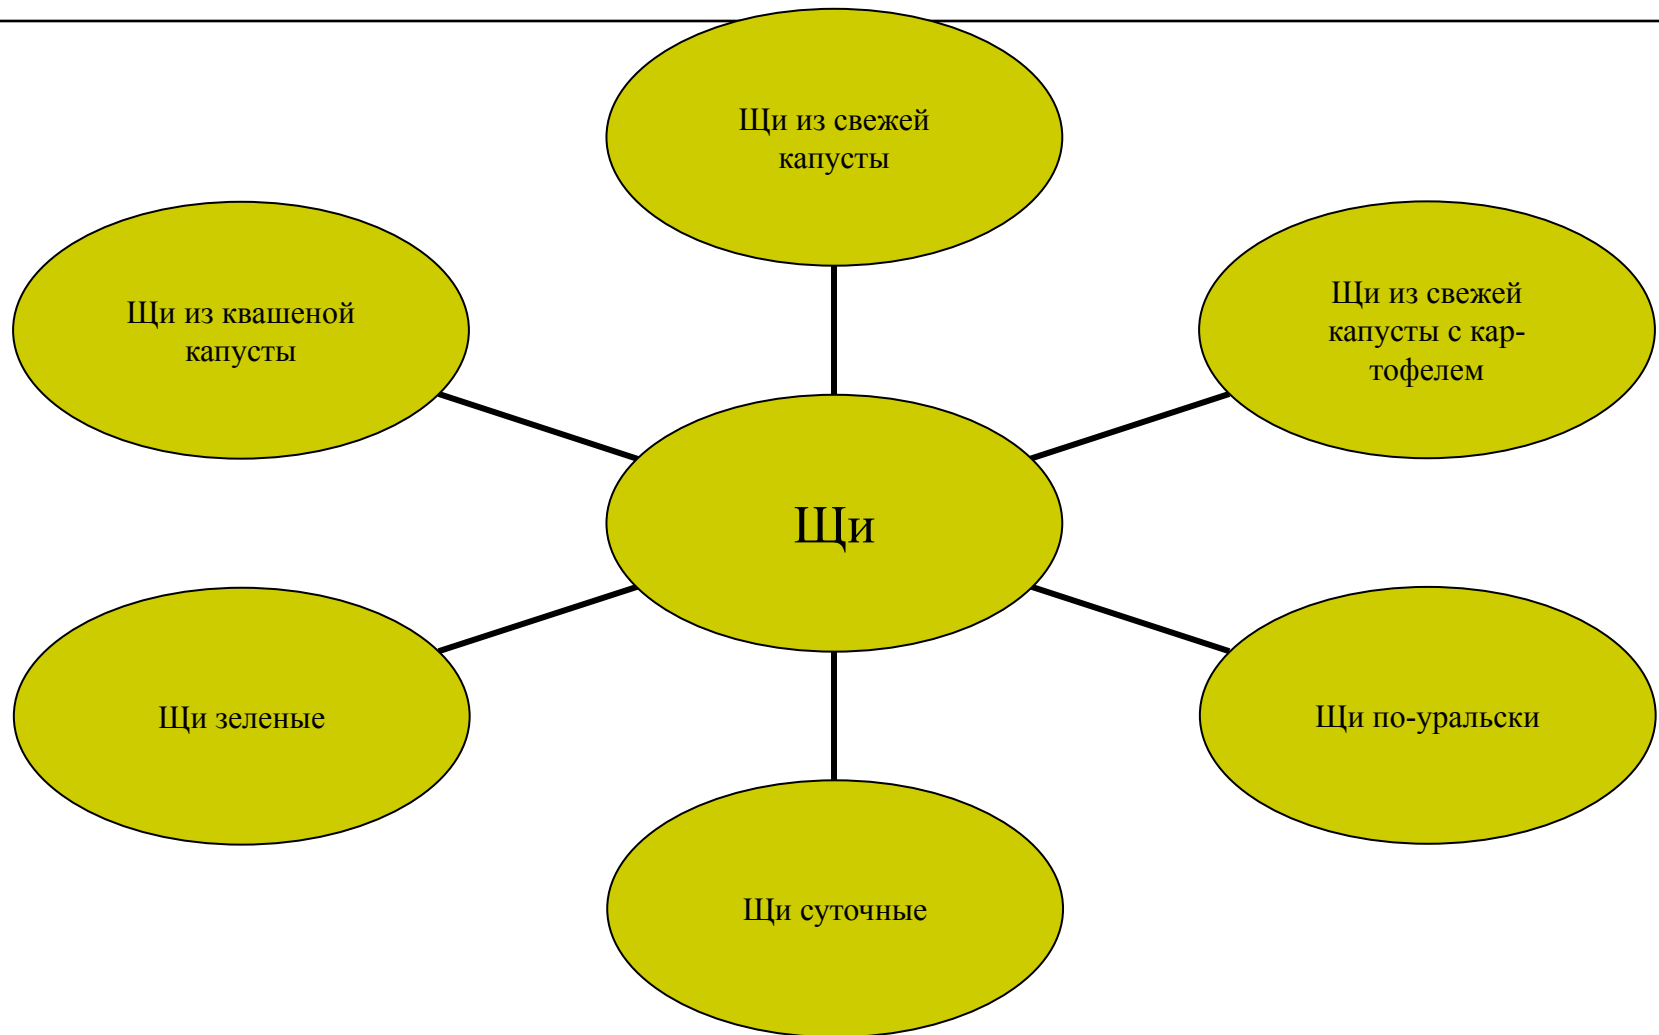 Щи из свежей
капусты
Щи из квашеной
капусты
Щи из свежей
капусты с кар-
тофелем
Щи
Щи зеленые
Щи по-уральски
Щи суточные